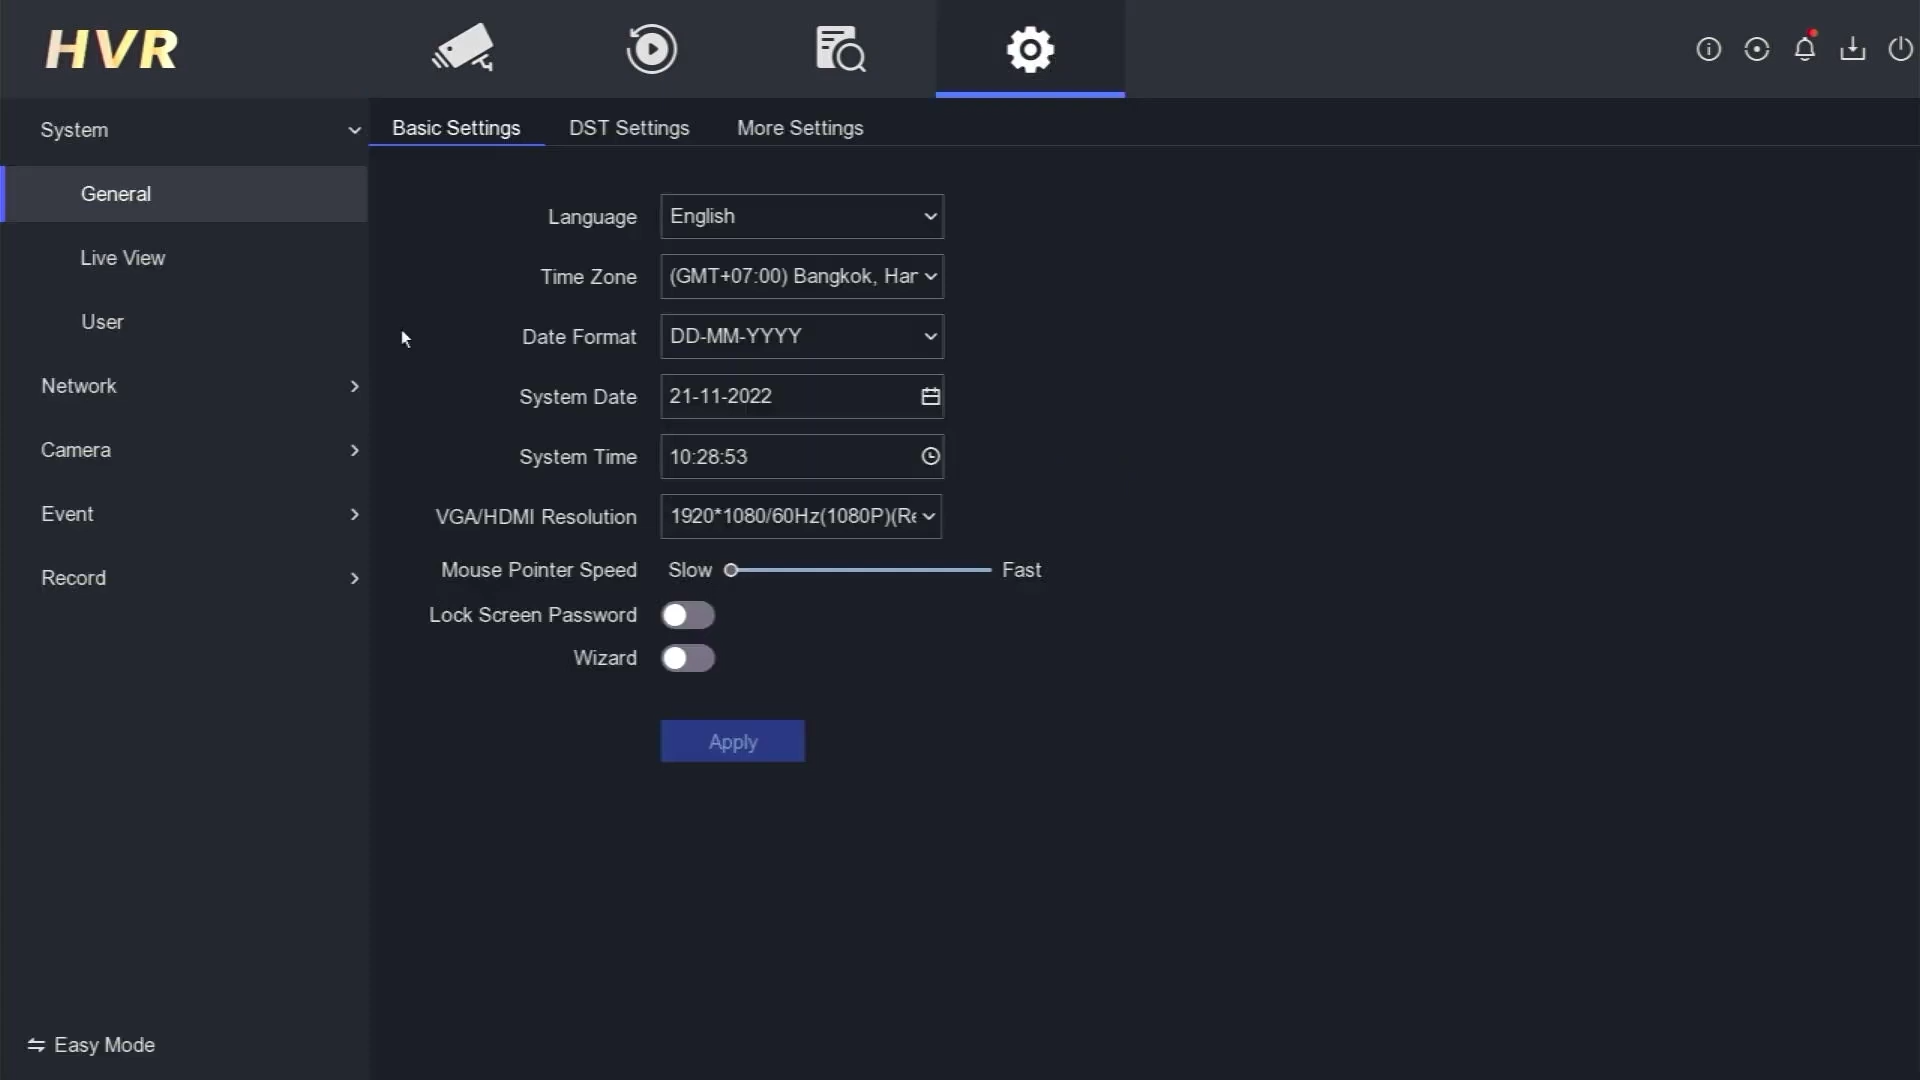 HVR
System
General
Live View
User
Network
Camera
Event
Record
Easy Mode
Basic Settings DST Settings More Settings
Language English
Time Zone (GMT+07:00) Bangkok, Han
Date Format DD-MM-YYYY
System Date 21-11-2022
System Time 10:28:53
VGA/HDMI Resolution 1920*1080/60Hz(1080P)(Re
Mouse Pointer Speed Slow Fast
Lock Screen Password
Wizard
Apply